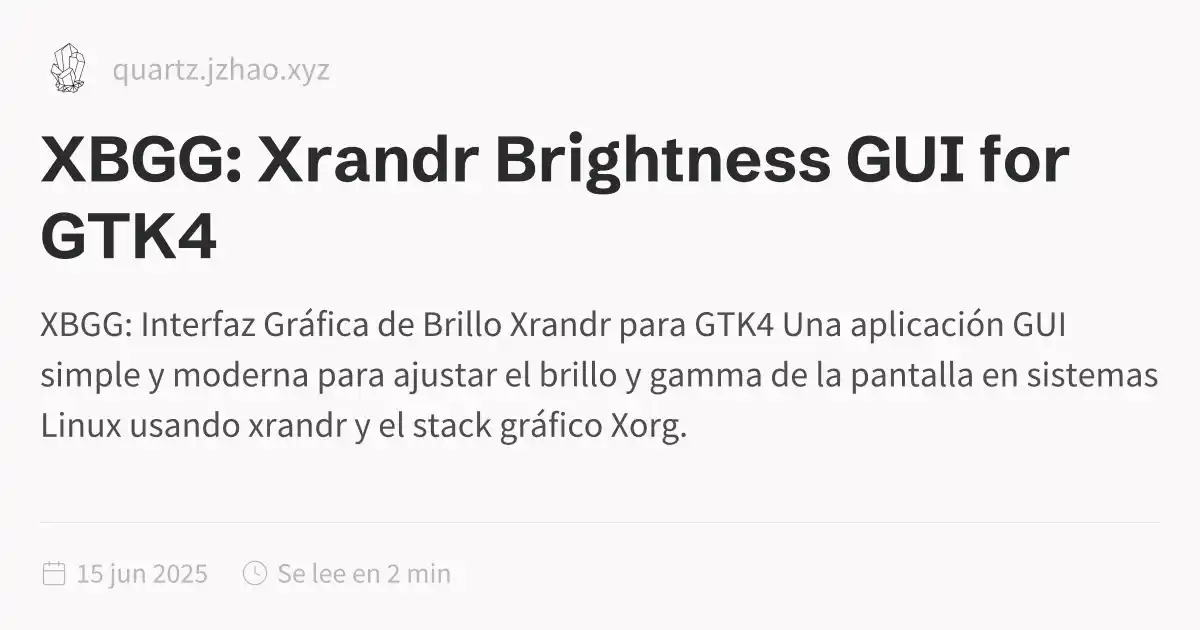 quartz.jzhao.xyz
XBGG: Xrandr Brightness GUI for
GTK4
XBGG: Interfaz Gráfica de Brillo Xrandr para GTK4 Una aplicación GUI
simple y moderna para ajustar el brillo y gamma de la pantalla en sistemas
Linux usando xrandr y el stack gráfico Xorg.
15 jun 2025 Se lee en 2 min